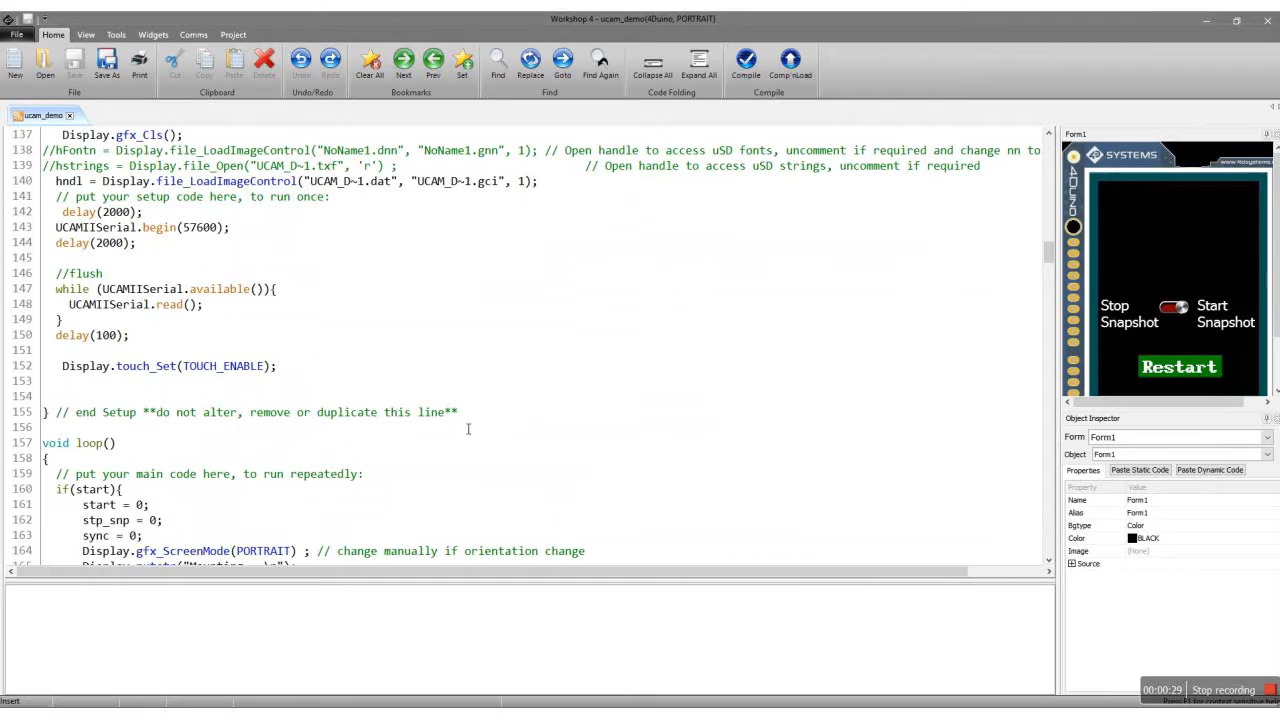 Workshop 4 - ucam_demo(4Duino, PORTRAIT)
File Home View Tools Widgets Comms Project
New Open Save Save As Print Cut Copy Paste Delete Undo Redo Clear All Next Prev Set Find Replace Goto Find Again Collapse All Expand All Compile Comp'nLoad
File Clipboard Undo/Redo Bookmarks Find Code Folding Compile
ucam_demo
137 Display.gfx_Cls();
138 //hFontn = Display.file_LoadImageControl("NoName1.dnn", "NoName1.gnn", 1); // Open handle to access uSD fonts, uncomment if required and change nn to
139 //hstrings = Display.file_Open("UCAM_D~1.txf", 'r') ; // Open handle to access uSD strings, uncomment if required
140 hndl = Display.file_LoadImageControl("UCAM_D~1.dat", "UCAM_D~1.gci", 1);
141 // put your setup code here, to run once:
142 delay(2000);
143 UCAMIISerial.begin(57600);
144 delay(2000);
145
146 //flush
147 while (UCAMIISerial.available()){
148 UCAMIISerial.read();
149 }
150 delay(100);
151
152 Display.touch_Set(TOUCH_ENABLE);
153
154
155 } // end Setup **do not alter, remove or duplicate this line**
156
157 void loop()
158 {
159 // put your main code here, to run repeatedly:
160 if(start){
161 start = 0;
162 stp_snp = 0;
163 sync = 0;
164 Display.gfx_ScreenMode(PORTRAIT) ; // change manually if orientation change
Form1
4D SYSTEMS
www.4dsystems.
4DUINO
Stop Snapshot
Start Snapshot
Restart
Object Inspector
Form Form1
Object Form1
Properties Paste Static Code Paste Dynamic Code
Property Value
Name Form1
Alias Form1
Bgtype Color
Color BLACK
Image (None)
Source
00:00:29 Stop recording
Insert